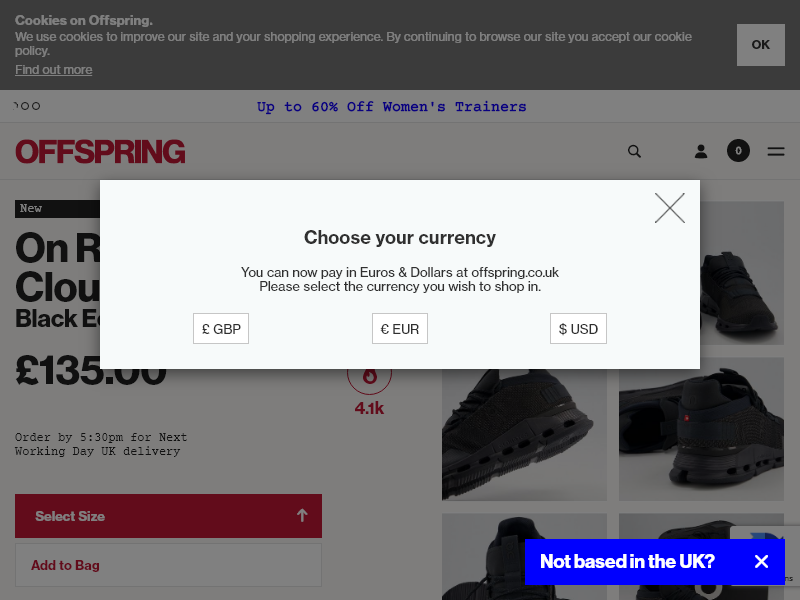 Cookies on Offspring.
We use cookies to improve our site and your shopping experience. By continuing to browse our site you accept our cookie
policy.
Find out more
OK
Up to 60% Off Women's Trainers
OFFSPRING
0
New
On R
Clou
Black E
£135.00
4.1k
Order by 5:30pm for Next
Working Day UK delivery
Select Size
Add to Bag
Choose your currency
You can now pay in Euros & Dollars at offspring.co.uk
Please select the currency you wish to shop in.
£ GBP
€ EUR
$ USD
Not based in the UK?